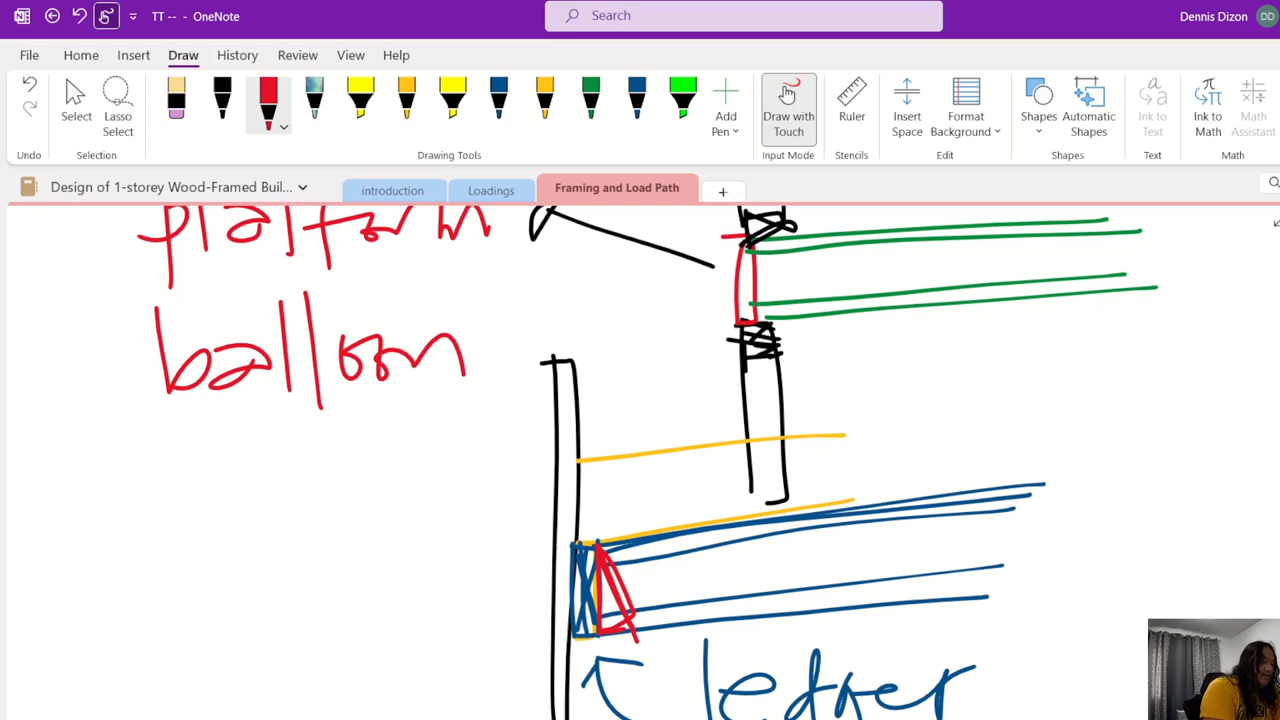 TT -- - OneNote
Search
Dennis Dizon
DD
File Home Insert Draw History Review View Help
Select
Lasso Select
Add Pen
Draw with Touch
Ruler
Insert Space
Format Background
Shapes
Automatic Shapes
Ink to Text
Ink to Math
Math Assistant
Undo Selection Drawing Tools Input Mode Stencils Edit Shapes Text Math
Design of 1-storey Wood-Framed Buil... introduction Loadings Framing and Load Path
platform
balloon
ledger